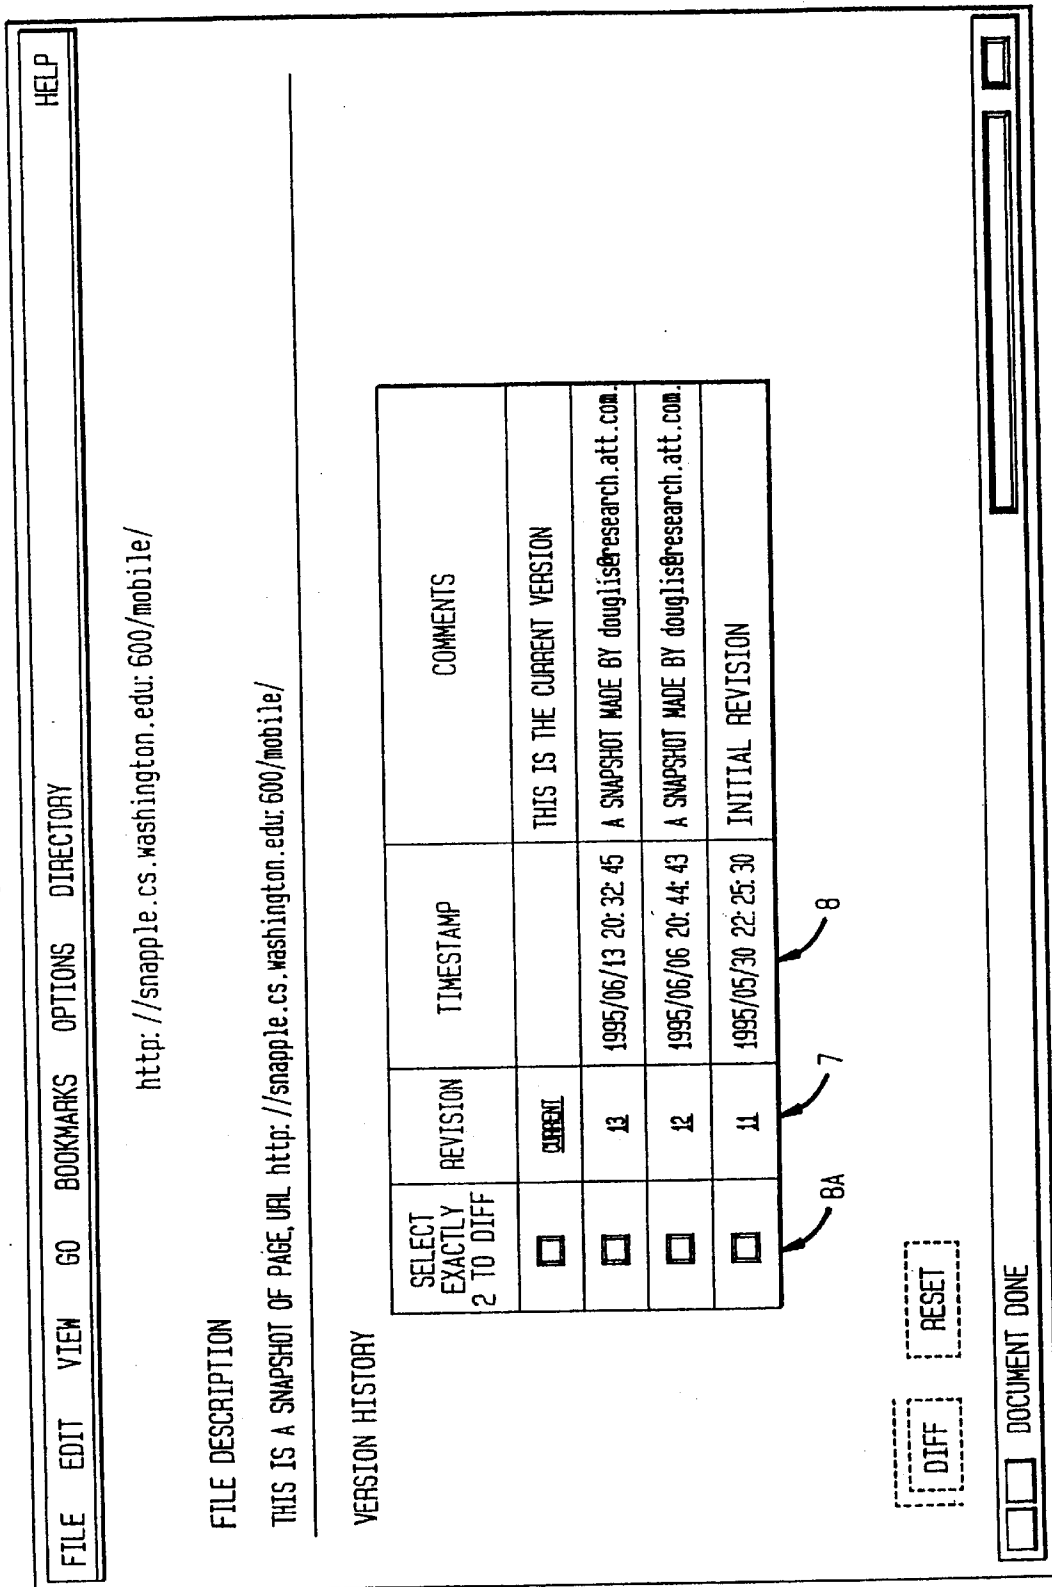 FILE EDIT VIEW GO BOOKMARKS OPTIONS DIRECTORY HELP
http://snapple.cs.washington.edu:600/mobile/
FILE DESCRIPTION
THIS IS A SNAPSHOT OF PAGE, URL http://snapple.cs.washington.edu:600/mobile/
VERSION HISTORY
SELECT EXACTLY 2 TO DIFF REVISION TIMESTAMP COMMENTS
CURRENT THIS IS THE CURRENT VERSION
13 1995/06/13 20:32:45 A SNAPSHOT MADE BY douglis@research.att.com.
12 1995/06/06 20:44:43 A SNAPSHOT MADE BY douglis@research.att.com.
11 1995/05/30 22:25:30 INITIAL REVISION
8A 7 8
DIFF RESET
DOCUMENT DONE